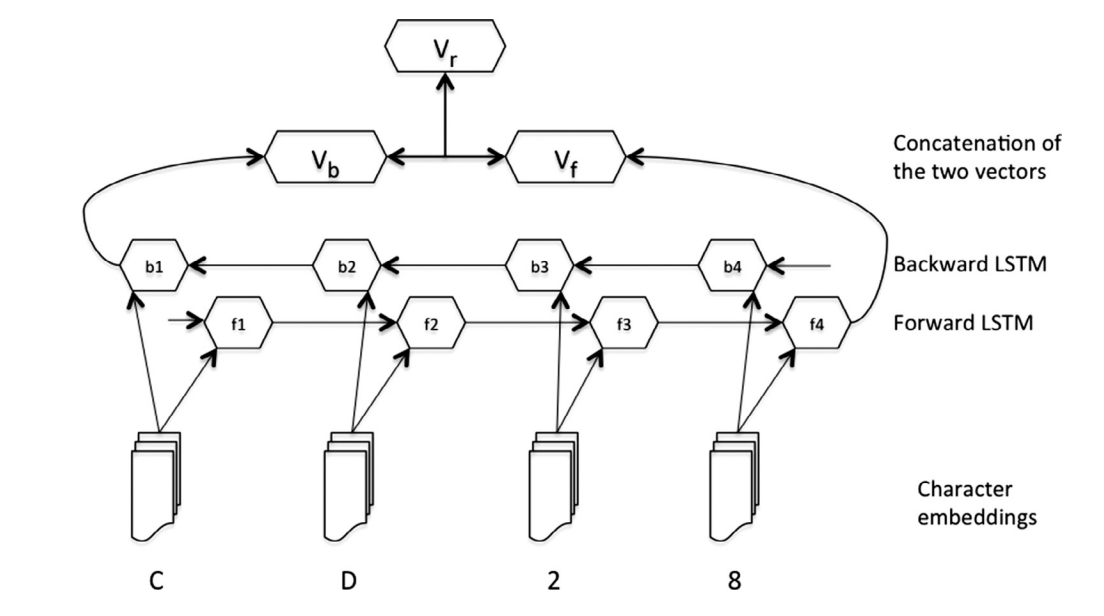 Vr
Vb
Vf
Concatenation of
the two vectors
b1
b2
b3
b4
Backward LSTM
f1
f2
f3
f4
Forward LSTM
Character
embeddings
C
D
2
8